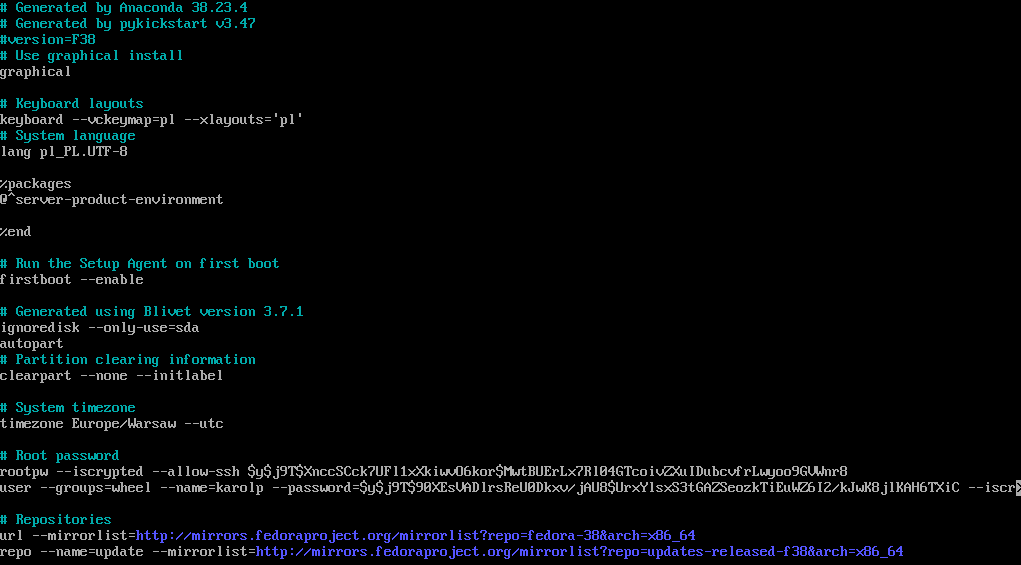 # Generated by Anaconda 38.23.4
# Generated by pykickstart v3.47
#version=F38
# Use graphical install
graphical
# Keyboard layouts
keyboard --vckeymap=pl --xlayouts='pl'
# System language
lang pl_PL.UTF-8
%packages
@^server-product-environment
%end
# Run the Setup Agent on first boot
firstboot --enable
# Generated using Blivet version 3.7.1
ignoredisk --only-use=sda
autopart
# Partition clearing information
clearpart --none --initlabel
# System timezone
timezone Europe/Warsaw --utc
# Root password
rootpw --iscrypted --allow-ssh $y$j9T$XnccSCck7UFl1xXkiwvO6kor$MwtBUErLx7Rl04GTcoivZXuIDubcvfrLwyoo9GVWnr8
user --groups=wheel --name=karolp --password=$y$j9T$90XEsVADlrsReU0Dkxv/jAU8$UrxYlsxS3tGAZSeozkTiEuWZ6I2/kJwK8jlKAH6TXiC --iscr>
# Repositories
url --mirrorlist=http://mirrors.fedoraproject.org/mirrorlist?repo=fedora-38&arch=x86_64
repo --name=update --mirrorlist=http://mirrors.fedoraproject.org/mirrorlist?repo=updates-released-f38&arch=x86_64